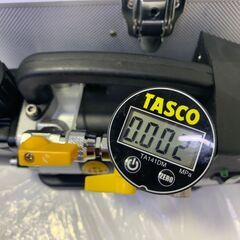 TASCO
0.002
TA141DM
MPa
ZERO